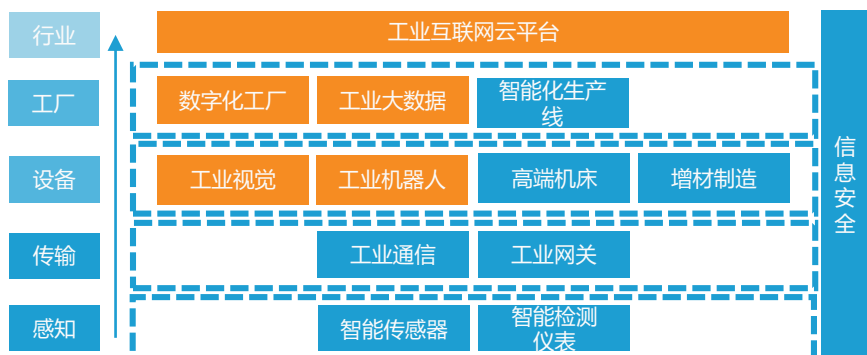 行业
工业互联网云平台
工厂
数字化工厂
工业大数据
智能化生产
线
设备
工业视觉
工业机器人
高端机床
增材制造
传输
工业通信
工业网关
感知
智能传感器
智能检测
仪表
信
息
安
全